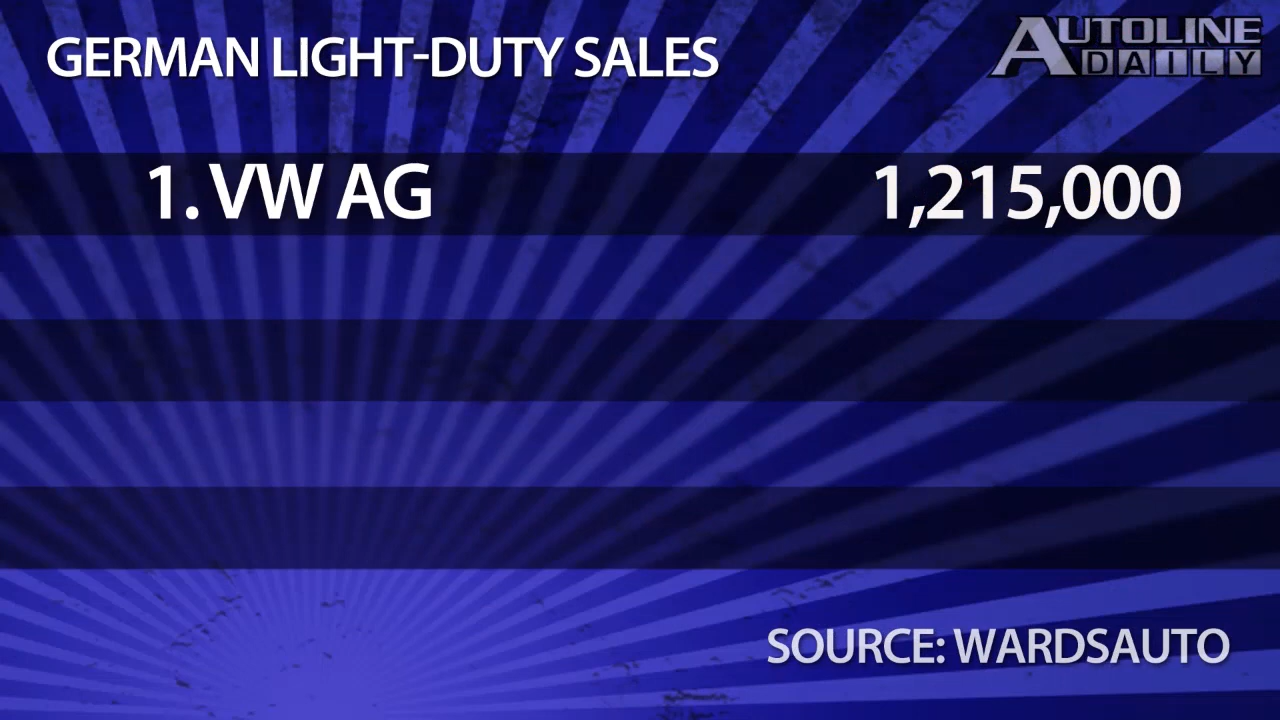 GERMAN LIGHT-DUTY SALES
AUTOLINE
DAILY
1. VW AG 1,215,000
SOURCE: WARDSAUTO